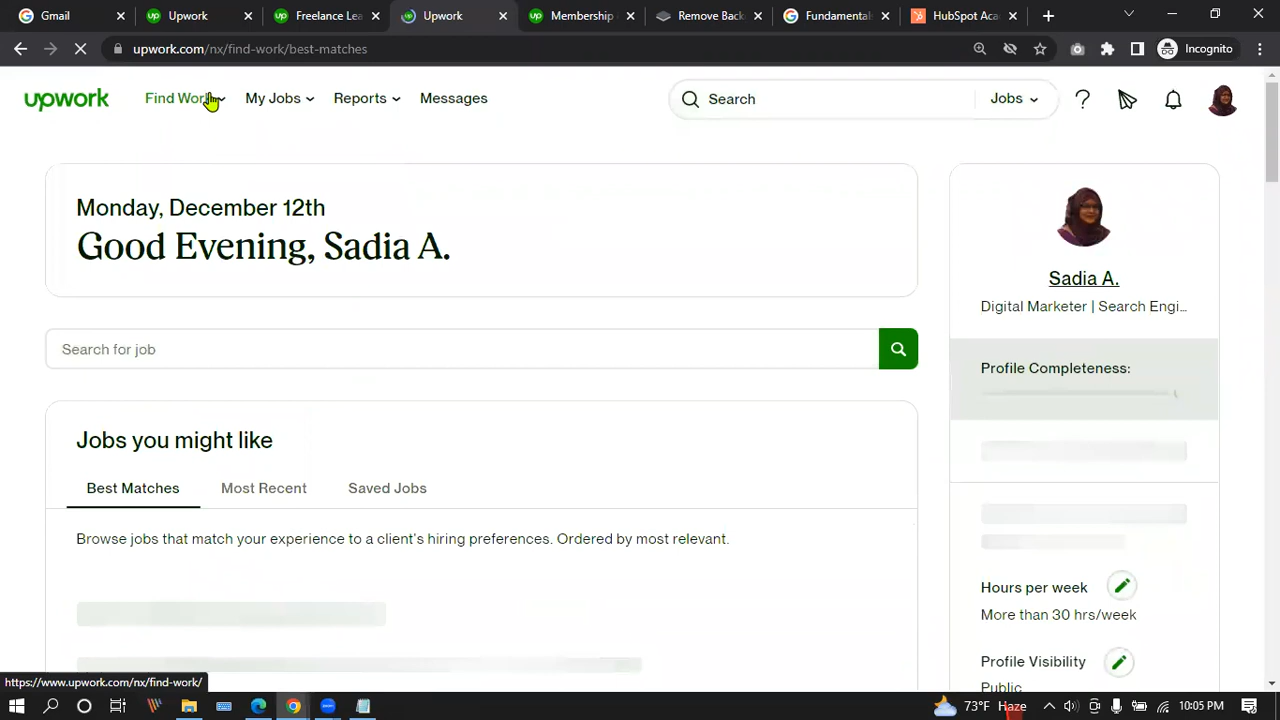 Gmail
Upwork
Freelance Lea
Upwork
Membership
Remove Back
Fundamenta
HubSpot Aca
upwork.com/nx/find-work/best-matches
Incognito
upwork
Find Work
My Jobs
Reports
Messages
Search
Jobs
Monday, December 12th
Good Evening, Sadia A.
Sadia A.
Digital Marketer | Search Engi...
Search for job
Profile Completeness:
Jobs you might like
Best Matches
Most Recent
Saved Jobs
Browse jobs that match your experience to a client's hiring preferences. Ordered by most relevant.
Hours per week
More than 30 hrs/week
Profile Visibility
Public
https://www.upwork.com/nx/find-work/
73°F Haze
10:05 PM